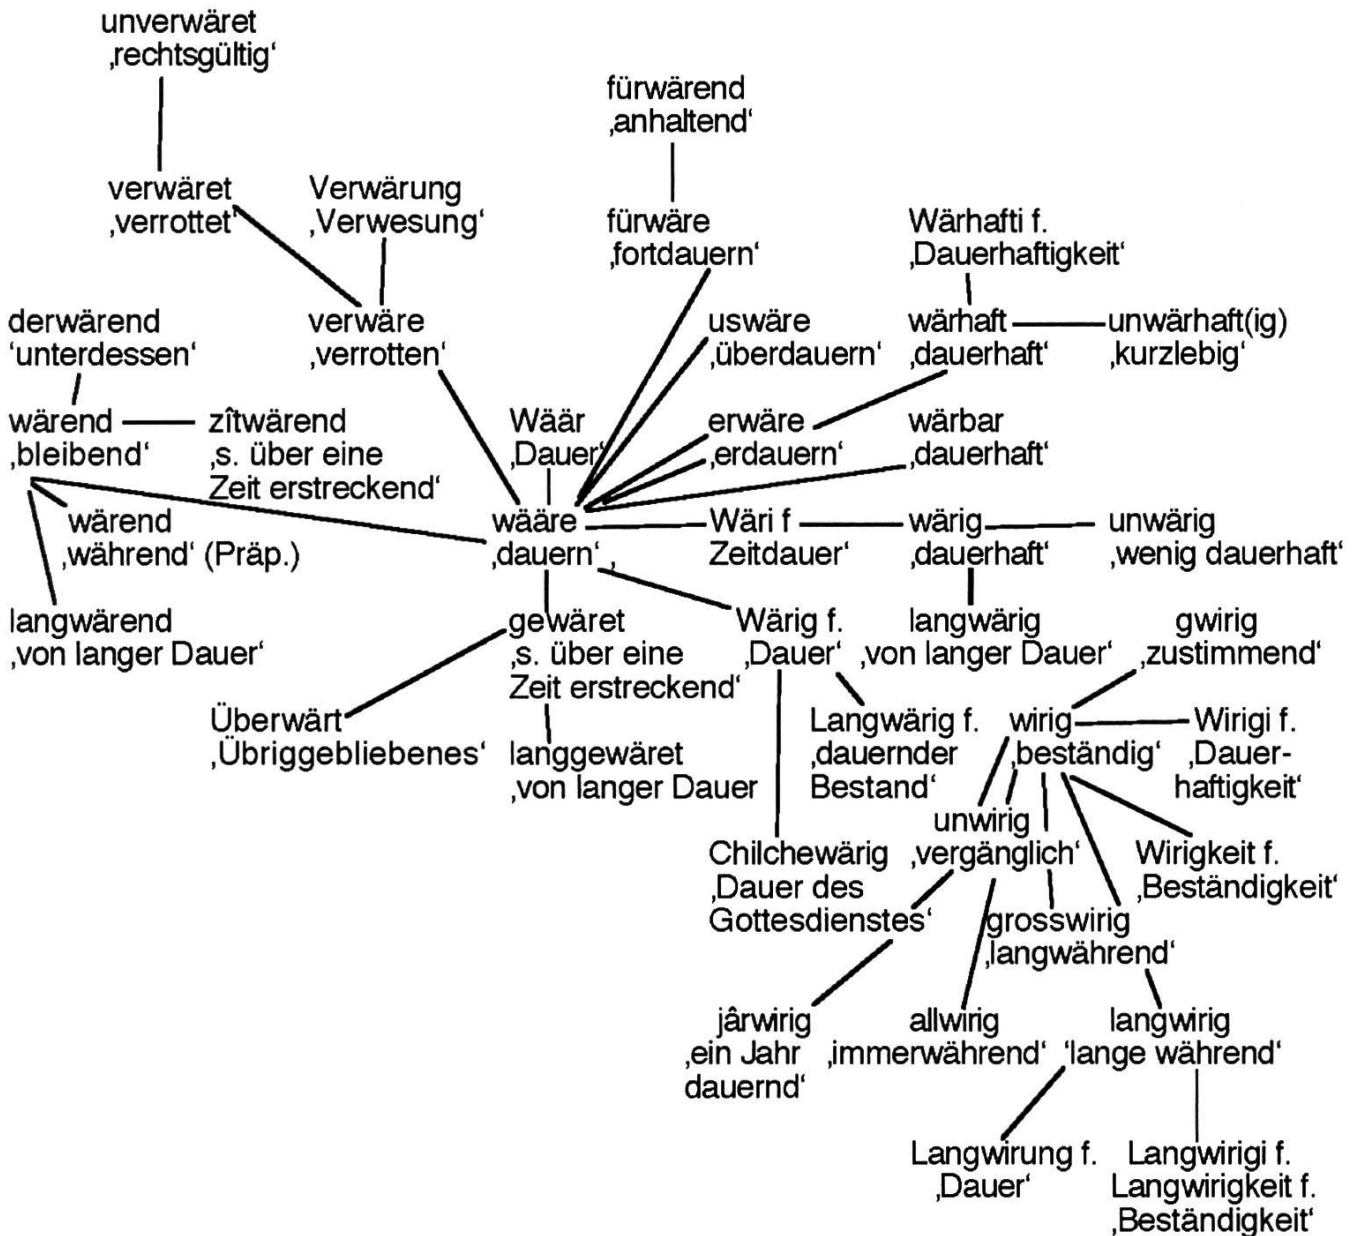 unverwäret
‚rechtsgültig‘
fürwärend
‚anhaltend‘
verwäret
‚verrottet‘
Verwärung
‚Verwesung‘
fürwäre
‚fortdauern‘
Wärhafti f.
‚Dauerhaftigkeit‘
derwärend
'unterdessen‘
verwäre
‚verrotten‘
uswäre
‚überdauern‘
wärhaft
‚dauerhaft‘
unwärhaft(ig)
‚kurzlebig‘
wärend
‚bleibend‘
zîtwärend
‚s. über eine
Zeit erstreckend‘
Wäär
‚Dauer‘
erwäre
‚erdauern‘
wärbar
‚dauerhaft‘
wärend
‚während‘ (Präp.)
wääre
‚dauern‘,
Wäri f
Zeitdauer‘
wärig
‚dauerhaft‘
unwärig
‚wenig dauerhaft‘
langwärend
‚von langer Dauer‘
gewäret
‚s. über eine
Zeit erstreckend‘
Wärig f.
‚Dauer‘
langwärig
‚von langer Dauer‘
gwirig
‚zustimmend‘
Überwärt
‚Übriggebliebenes‘
langgewäret
‚von langer Dauer
Langwärig f.
‚dauernder
Bestand‘
wirig
‚beständig‘
Wirigi f.
‚Dauer-
haftigkeit‘
Chilchewärig
‚Dauer des
Gottesdienstes‘
unwirig
‚vergänglich‘
Wirigkeit f.
‚Beständigkeit‘
grosswirig
‚langwährend‘
jârwirig
‚ein Jahr
dauernd‘
allwirig
‚immerwährend‘
langwirig
'lange während‘
Langwirung f.
‚Dauer‘
Langwirigi f.
Langwirigkeit f.
‚Beständigkeit‘